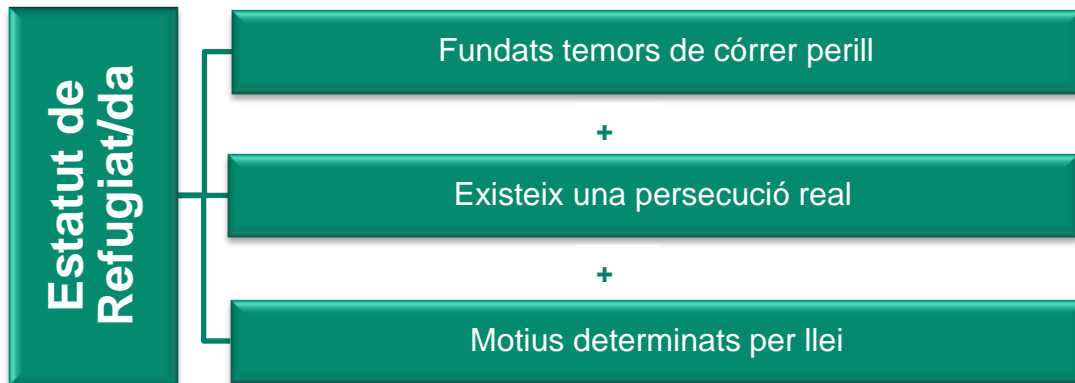 Estatut de
Refugiat/da
Fundats temors de córrer perill
+
Existeix una persecució real
+
Motius determinats per llei